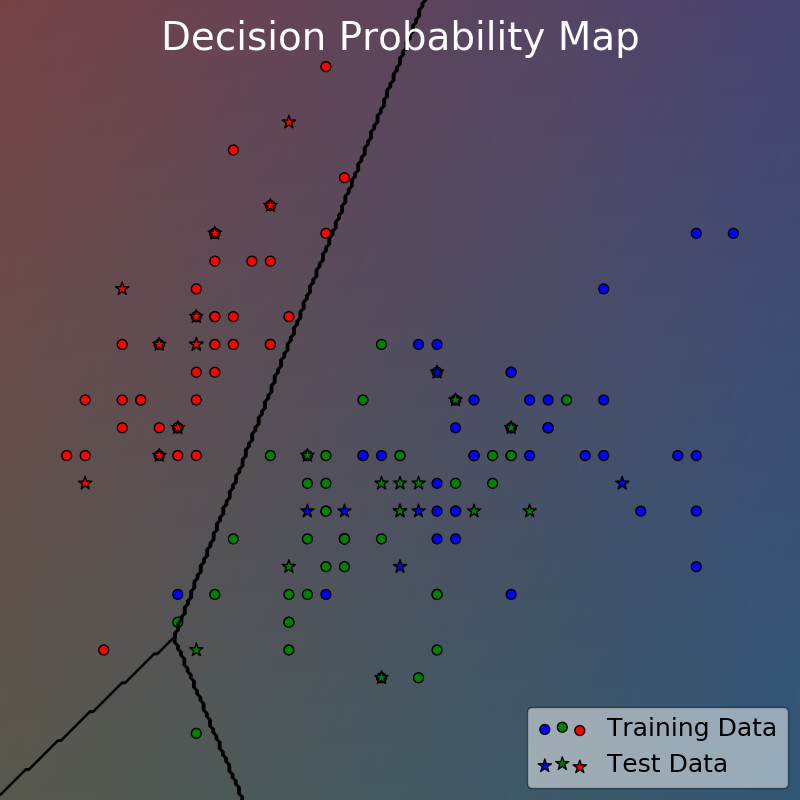 Decision Probability Map
Training Data
Test Data